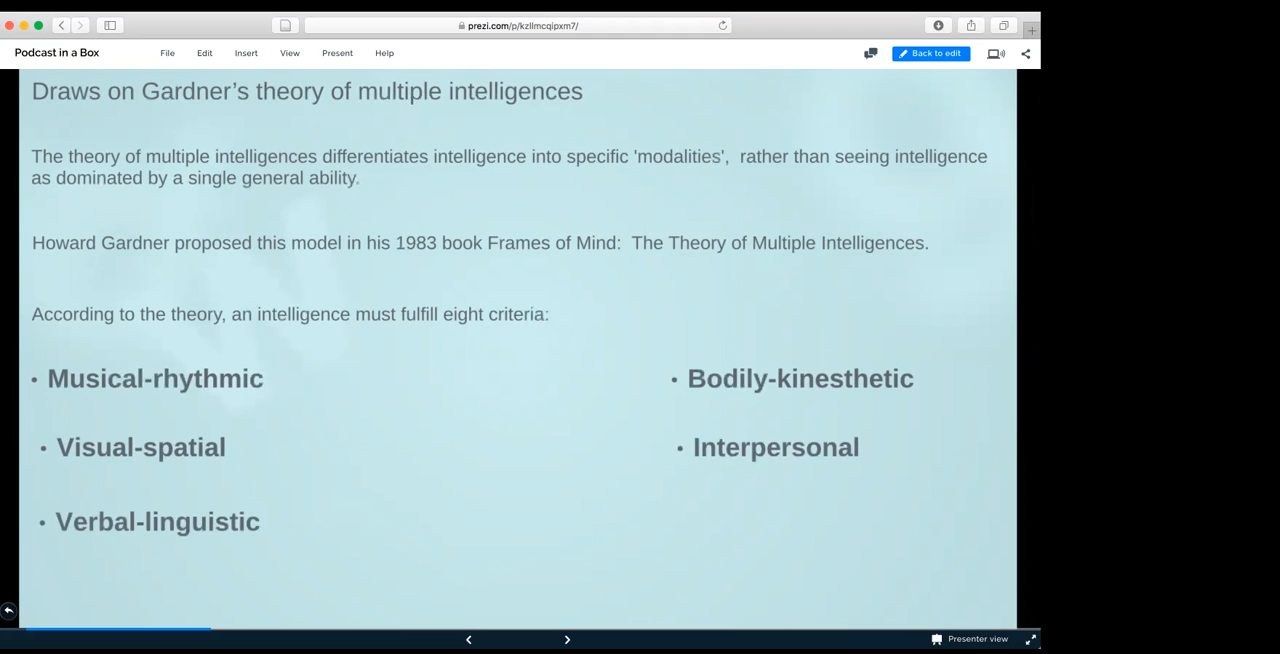 prezi.com/p/kzllmcqipxm7/
Podcast in a Box
File Edit Insert View Present Help
Back to edit
Draws on Gardner’s theory of multiple intelligences
The theory of multiple intelligences differentiates intelligence into specific 'modalities', rather than seeing intelligence
as dominated by a single general ability.
Howard Gardner proposed this model in his 1983 book Frames of Mind: The Theory of Multiple Intelligences.
According to the theory, an intelligence must fulfill eight criteria:
• Musical-rhythmic
• Bodily-kinesthetic
• Visual-spatial
• Interpersonal
• Verbal-linguistic
Presenter view